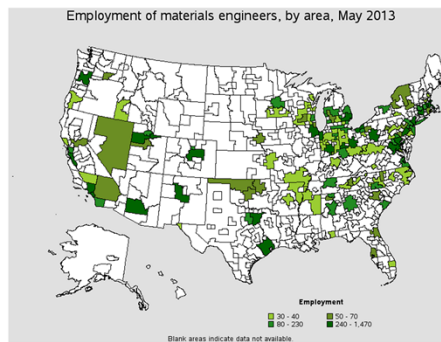 Employment of materials engineers, by area, May 2013
Employment
30 - 40
50 - 70
80 - 230
240 - 1,470
Blank areas indicate data not available.